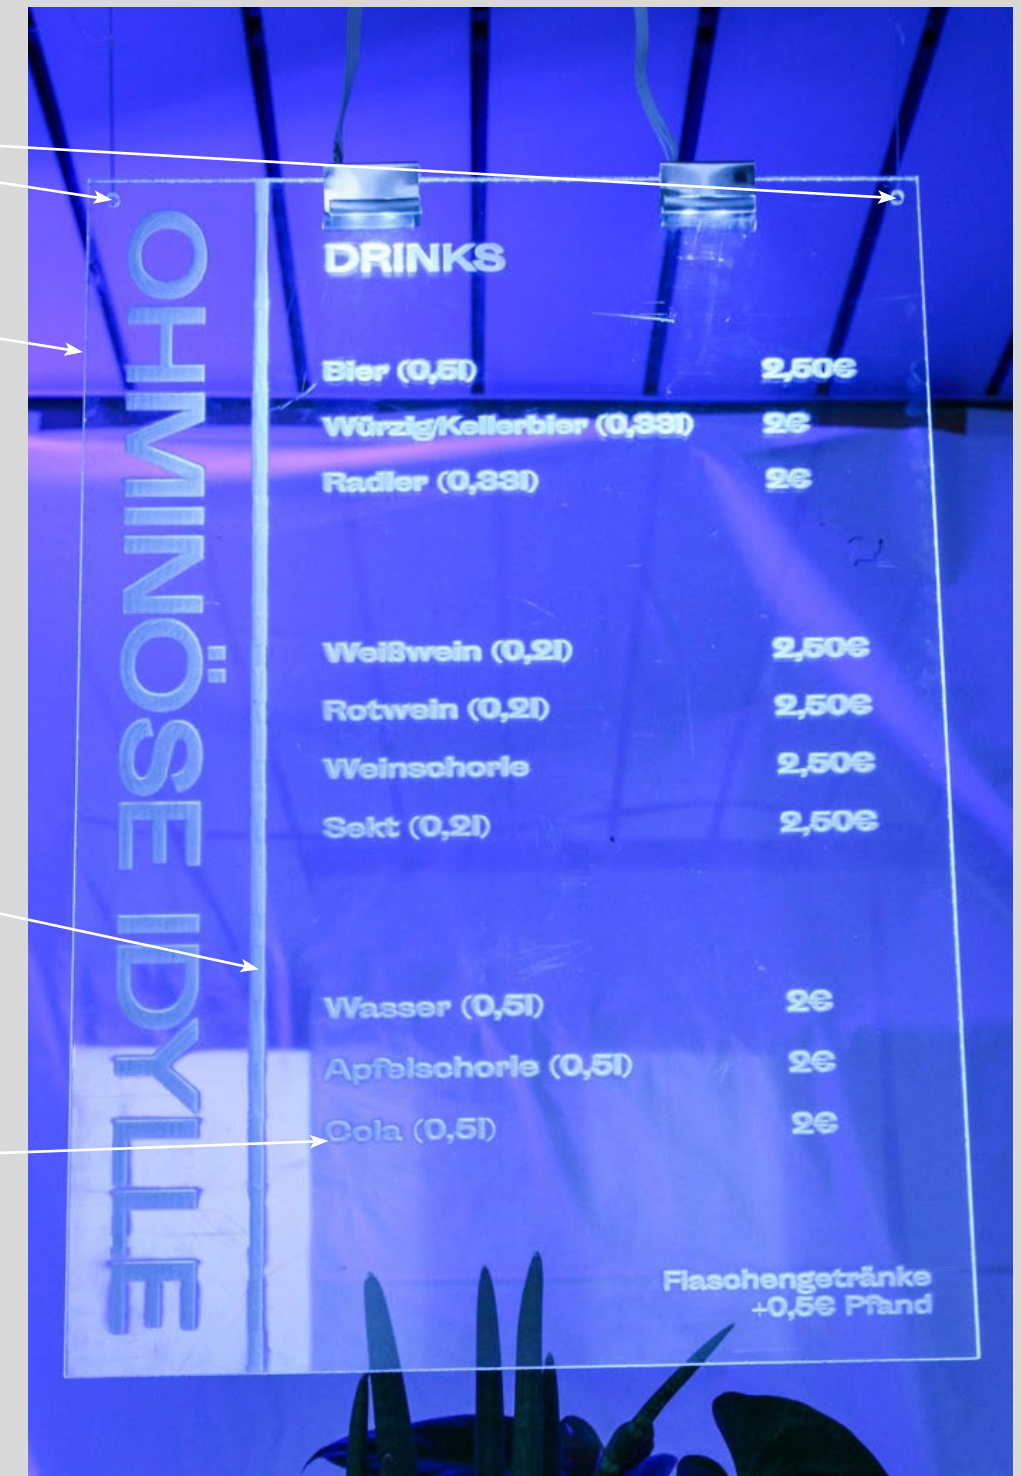 OHMINÖSE IDYLLE
DRINKS
Bier (0,5l) 2,50€
Würzig/Kellerbier (0,33l) 2€
Radler (0,33l) 2€
Weißwein (0,2l) 2,50€
Rotwein (0,2l) 2,50€
Weinschorle 2,50€
Sekt (0,2l) 2,50€
Wasser (0,5l) 2€
Apfelschorle (0,5l) 2€
Cola (0,5l) 2€
Flaschengetränke
+0,5€ Pfand